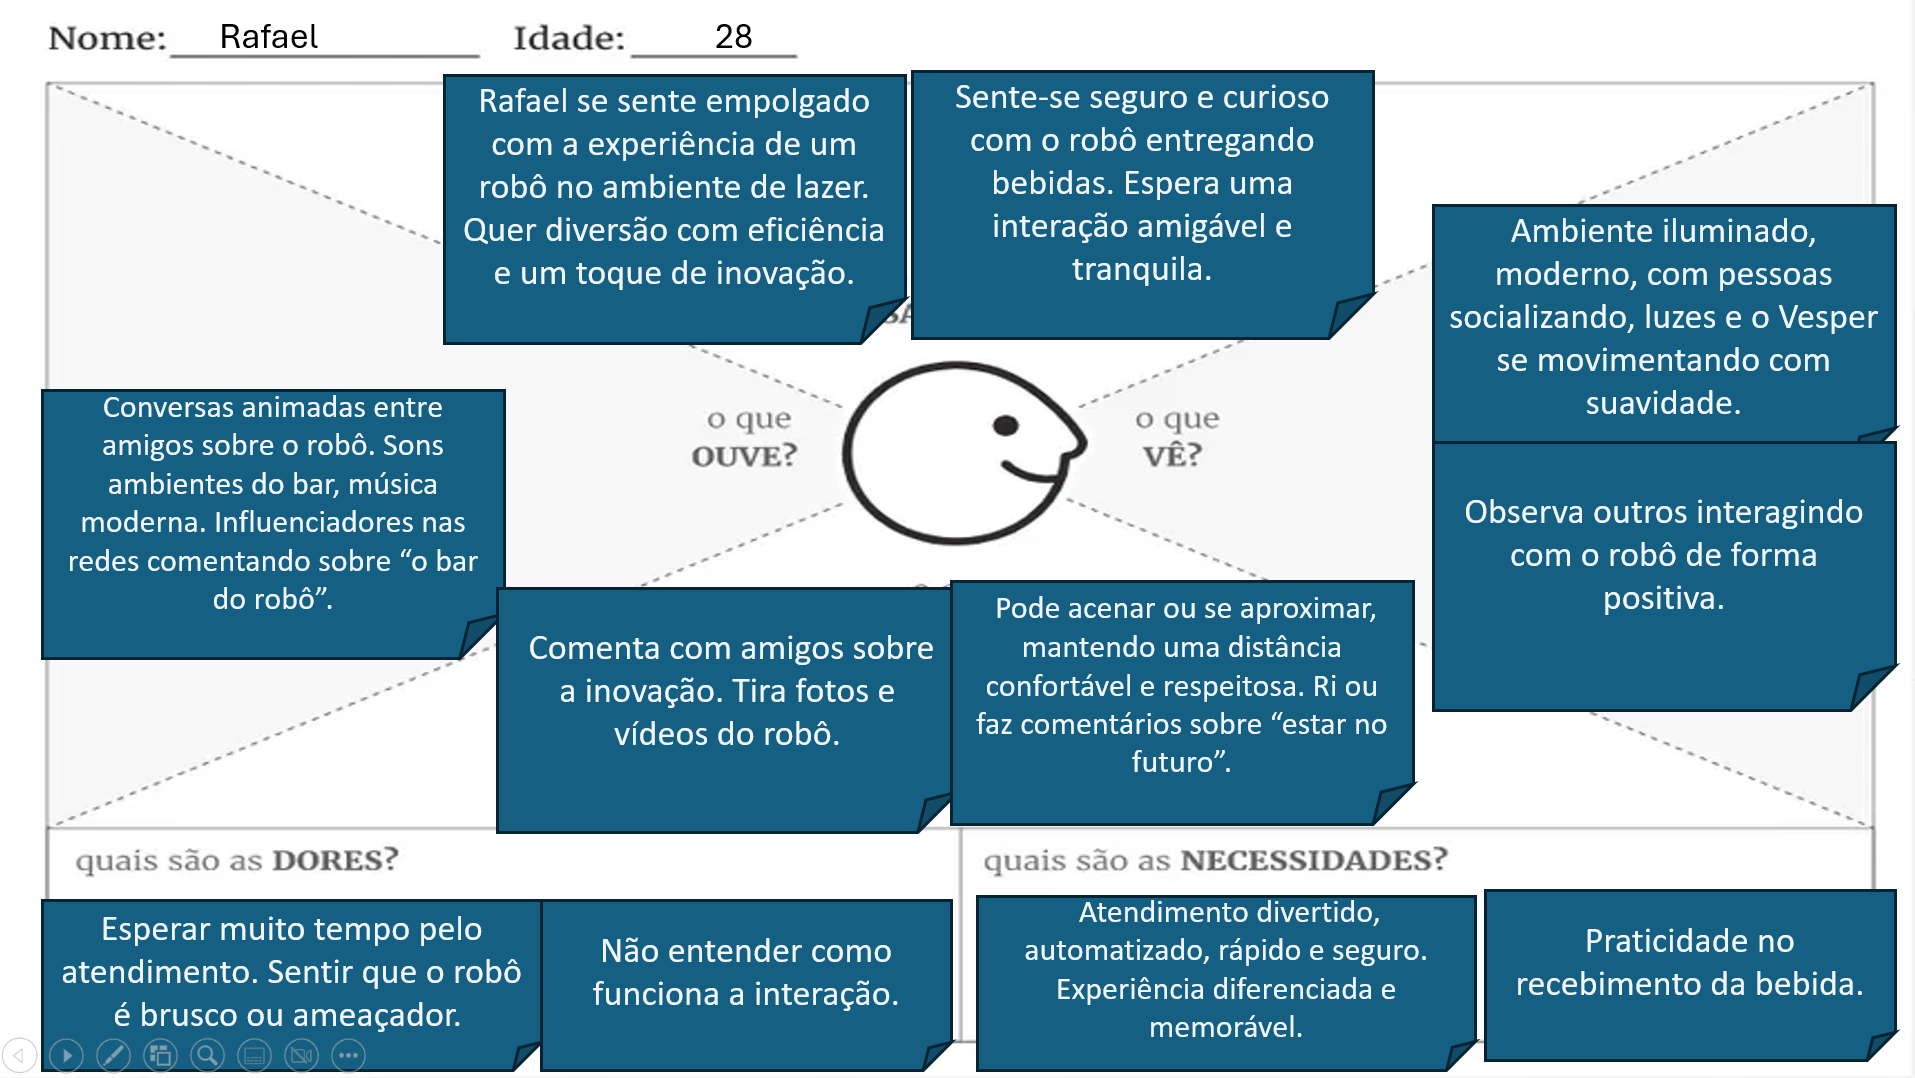 Nome: Rafael Idade: 28
Rafael se sente empolgado
com a experiência de um
robô no ambiente de lazer.
Quer diversão com eficiência
e um toque de inovação.
Sente-se seguro e curioso
com o robô entregando
bebidas. Espera uma
interação amigável e
tranquila.
Ambiente iluminado,
moderno, com pessoas
socializando, luzes e o Vesper
se movimentando com
suavidade.
Conversas animadas entre
amigos sobre o robô. Sons
ambientes do bar, música
moderna. Influenciadores nas
redes comentando sobre “o bar
do robô”.
o que
OUVE?
o que
VÊ?
Observa outros interagindo
com o robô de forma
positiva.
Comenta com amigos sobre
a inovação. Tira fotos e
vídeos do robô.
Pode acenar ou se aproximar,
mantendo uma distância
confortável e respeitosa. Ri ou
faz comentários sobre “estar no
futuro”.
quais são as DORES?
Esperar muito tempo pelo
atendimento. Sentir que o robô
é brusco ou ameaçador.
Não entender como
funciona a interação.
quais são as NECESSIDADES?
Atendimento divertido,
automatizado, rápido e seguro.
Experiência diferenciada e
memorável.
Praticidade no
recebimento da bebida.